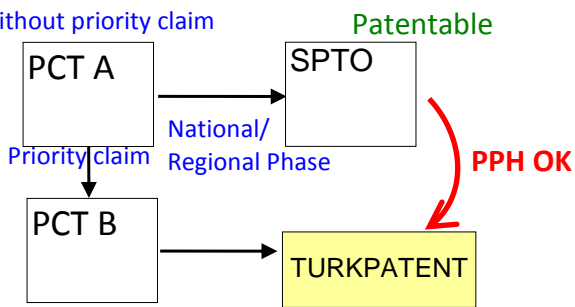 ithout priority claim
Patentable
PCT A
SPTO
National/
Regional Phase
Priority claim
PPH OK
PCT B
TURKPATENT